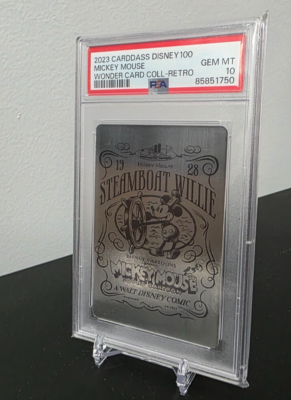 2023 CARDDASS DISNEY100
MICKEY MOUSE
WONDER CARD COLL-RETRO
GEM MT
10
85851750
PSA
19 28
STEAMBOAT WILLIE
MICKEY MOUSE
A WALT DISNEY COMIC